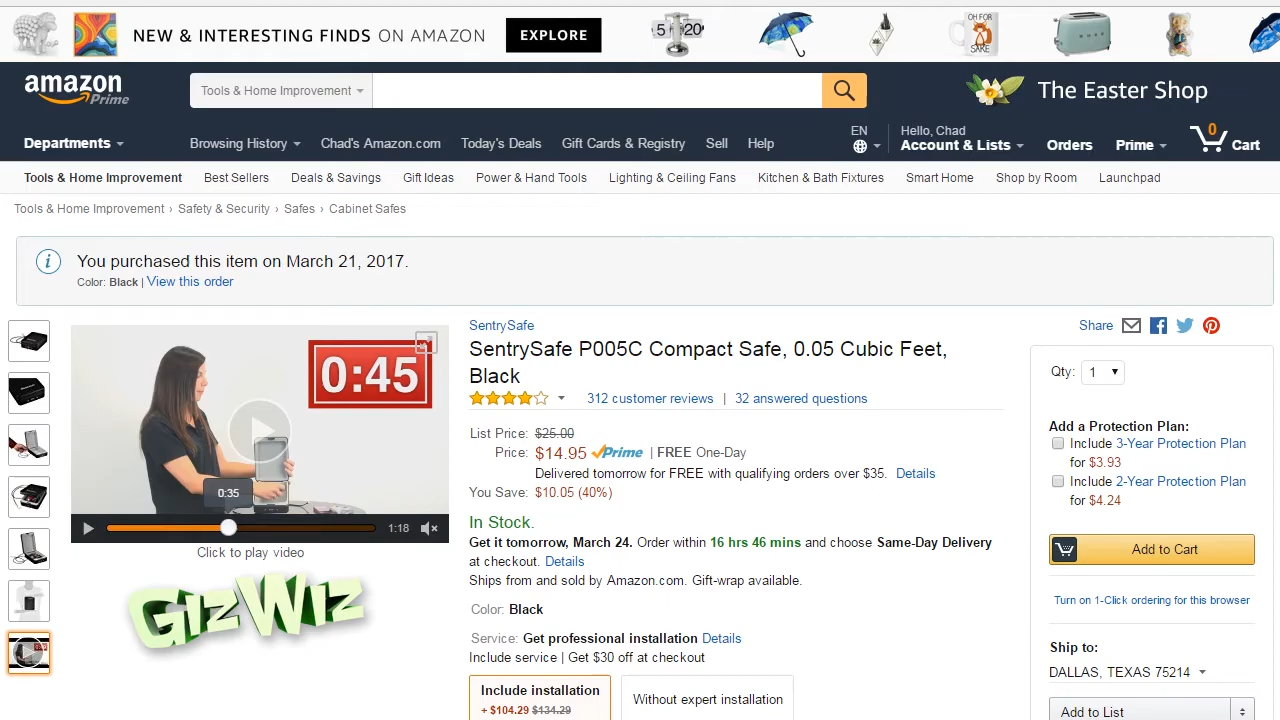 NEW & INTERESTING FINDS ON AMAZON
EXPLORE
5 20
OH FOR
SAKE
amazon
Prime
Tools & Home Improvement
The Easter Shop
Departments
Browsing History
Chad's Amazon.com
Today's Deals
Gift Cards & Registry
Sell
Help
EN
Hello, Chad
Account & Lists
Orders
Prime
0
Cart
Tools & Home Improvement
Best Sellers
Deals & Savings
Gift Ideas
Power & Hand Tools
Lighting & Ceiling Fans
Kitchen & Bath Fixtures
Smart Home
Shop by Room
Launchpad
Tools & Home Improvement › Safety & Security › Safes › Cabinet Safes
You purchased this item on March 21, 2017.
Color: Black | View this order
0:45
0:35
1:18
Click to play video
GizWiz
SentrySafe
SentrySafe P005C Compact Safe, 0.05 Cubic Feet,
Black
312 customer reviews | 32 answered questions
List Price: $25.00
Price: $14.95 Prime | FREE One-Day
Delivered tomorrow for FREE with qualifying orders over $35. Details
You Save: $10.05 (40%)
In Stock.
Get it tomorrow, March 24. Order within 16 hrs 46 mins and choose Same-Day Delivery
at checkout. Details
Ships from and sold by Amazon.com. Gift-wrap available.
Color: Black
Service: Get professional installation Details
Include service | Get $30 off at checkout
Include installation
+ $104.29 $134.29
Without expert installation
Share
Qty: 1
Add a Protection Plan:
Include 3-Year Protection Plan
for $3.93
Include 2-Year Protection Plan
for $4.24
Add to Cart
Turn on 1-Click ordering for this browser
Ship to:
DALLAS, TEXAS 75214
Add to List